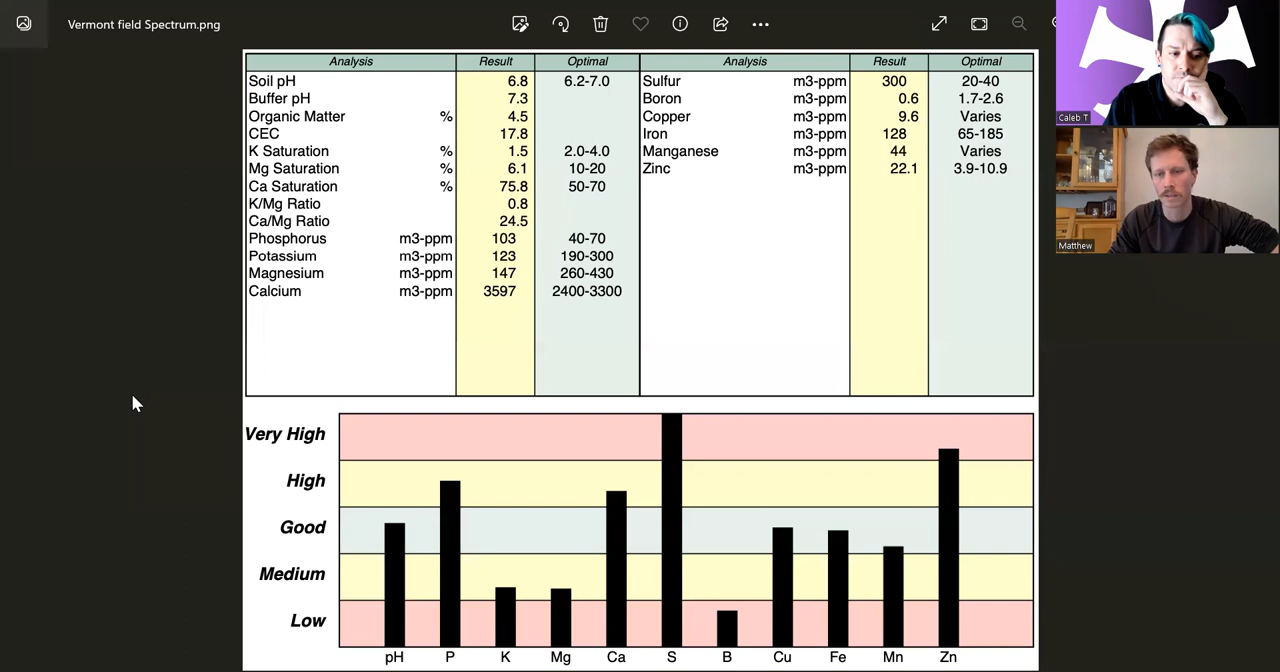 Vermont field Spectrum.png
Analysis Result Optimal Analysis Result Optimal
Soil pH 6.8 6.2-7.0 Sulfur m3-ppm 300 20-40
Buffer pH 7.3 Boron m3-ppm 0.6 1.7-2.6
Organic Matter % 4.5 Copper m3-ppm 9.6 Varies
CEC 17.8 Iron m3-ppm 128 65-185
K Saturation % 1.5 2.0-4.0 Manganese m3-ppm 44 Varies
Mg Saturation % 6.1 10-20 Zinc m3-ppm 22.1 3.9-10.9
Ca Saturation % 75.8 50-70
K/Mg Ratio 0.8
Ca/Mg Ratio 24.5
Phosphorus m3-ppm 103 40-70
Potassium m3-ppm 123 190-300
Magnesium m3-ppm 147 260-430
Calcium m3-ppm 3597 2400-3300
Very High
High
Good
Medium
Low
pH P K Mg Ca S B Cu Fe Mn Zn
Caleb T
Matthew